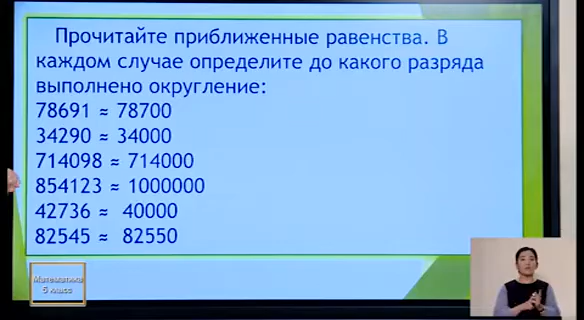 Прочитайте приближенные равенства. В
каждом случае определите до какого разряда
выполнено округление:
78691 ≈ 78700
34290 ≈ 34000
714098 ≈ 714000
854123 ≈ 1000000
42736 ≈ 40000
82545 ≈ 82550
Математика
5 класс